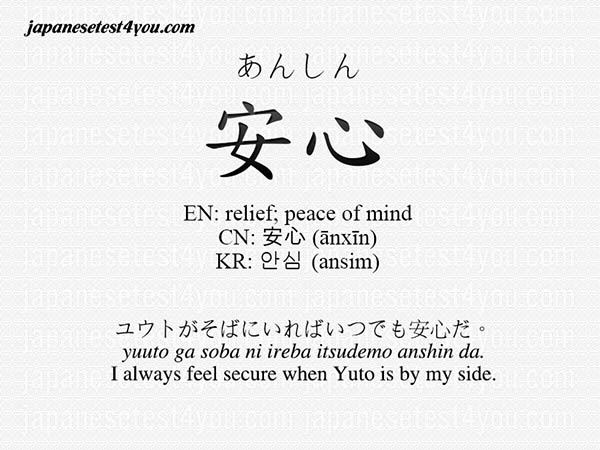 japanesetest4you.com
あんしん
安心
EN: relief; peace of mind
CN: 安心 (ānxīn)
KR: 안심 (ansim)
ユウトがそばにいればいつでも安心だ。
yuuto ga soba ni ireba itsudemo anshin da.
I always feel secure when Yuto is by my side.